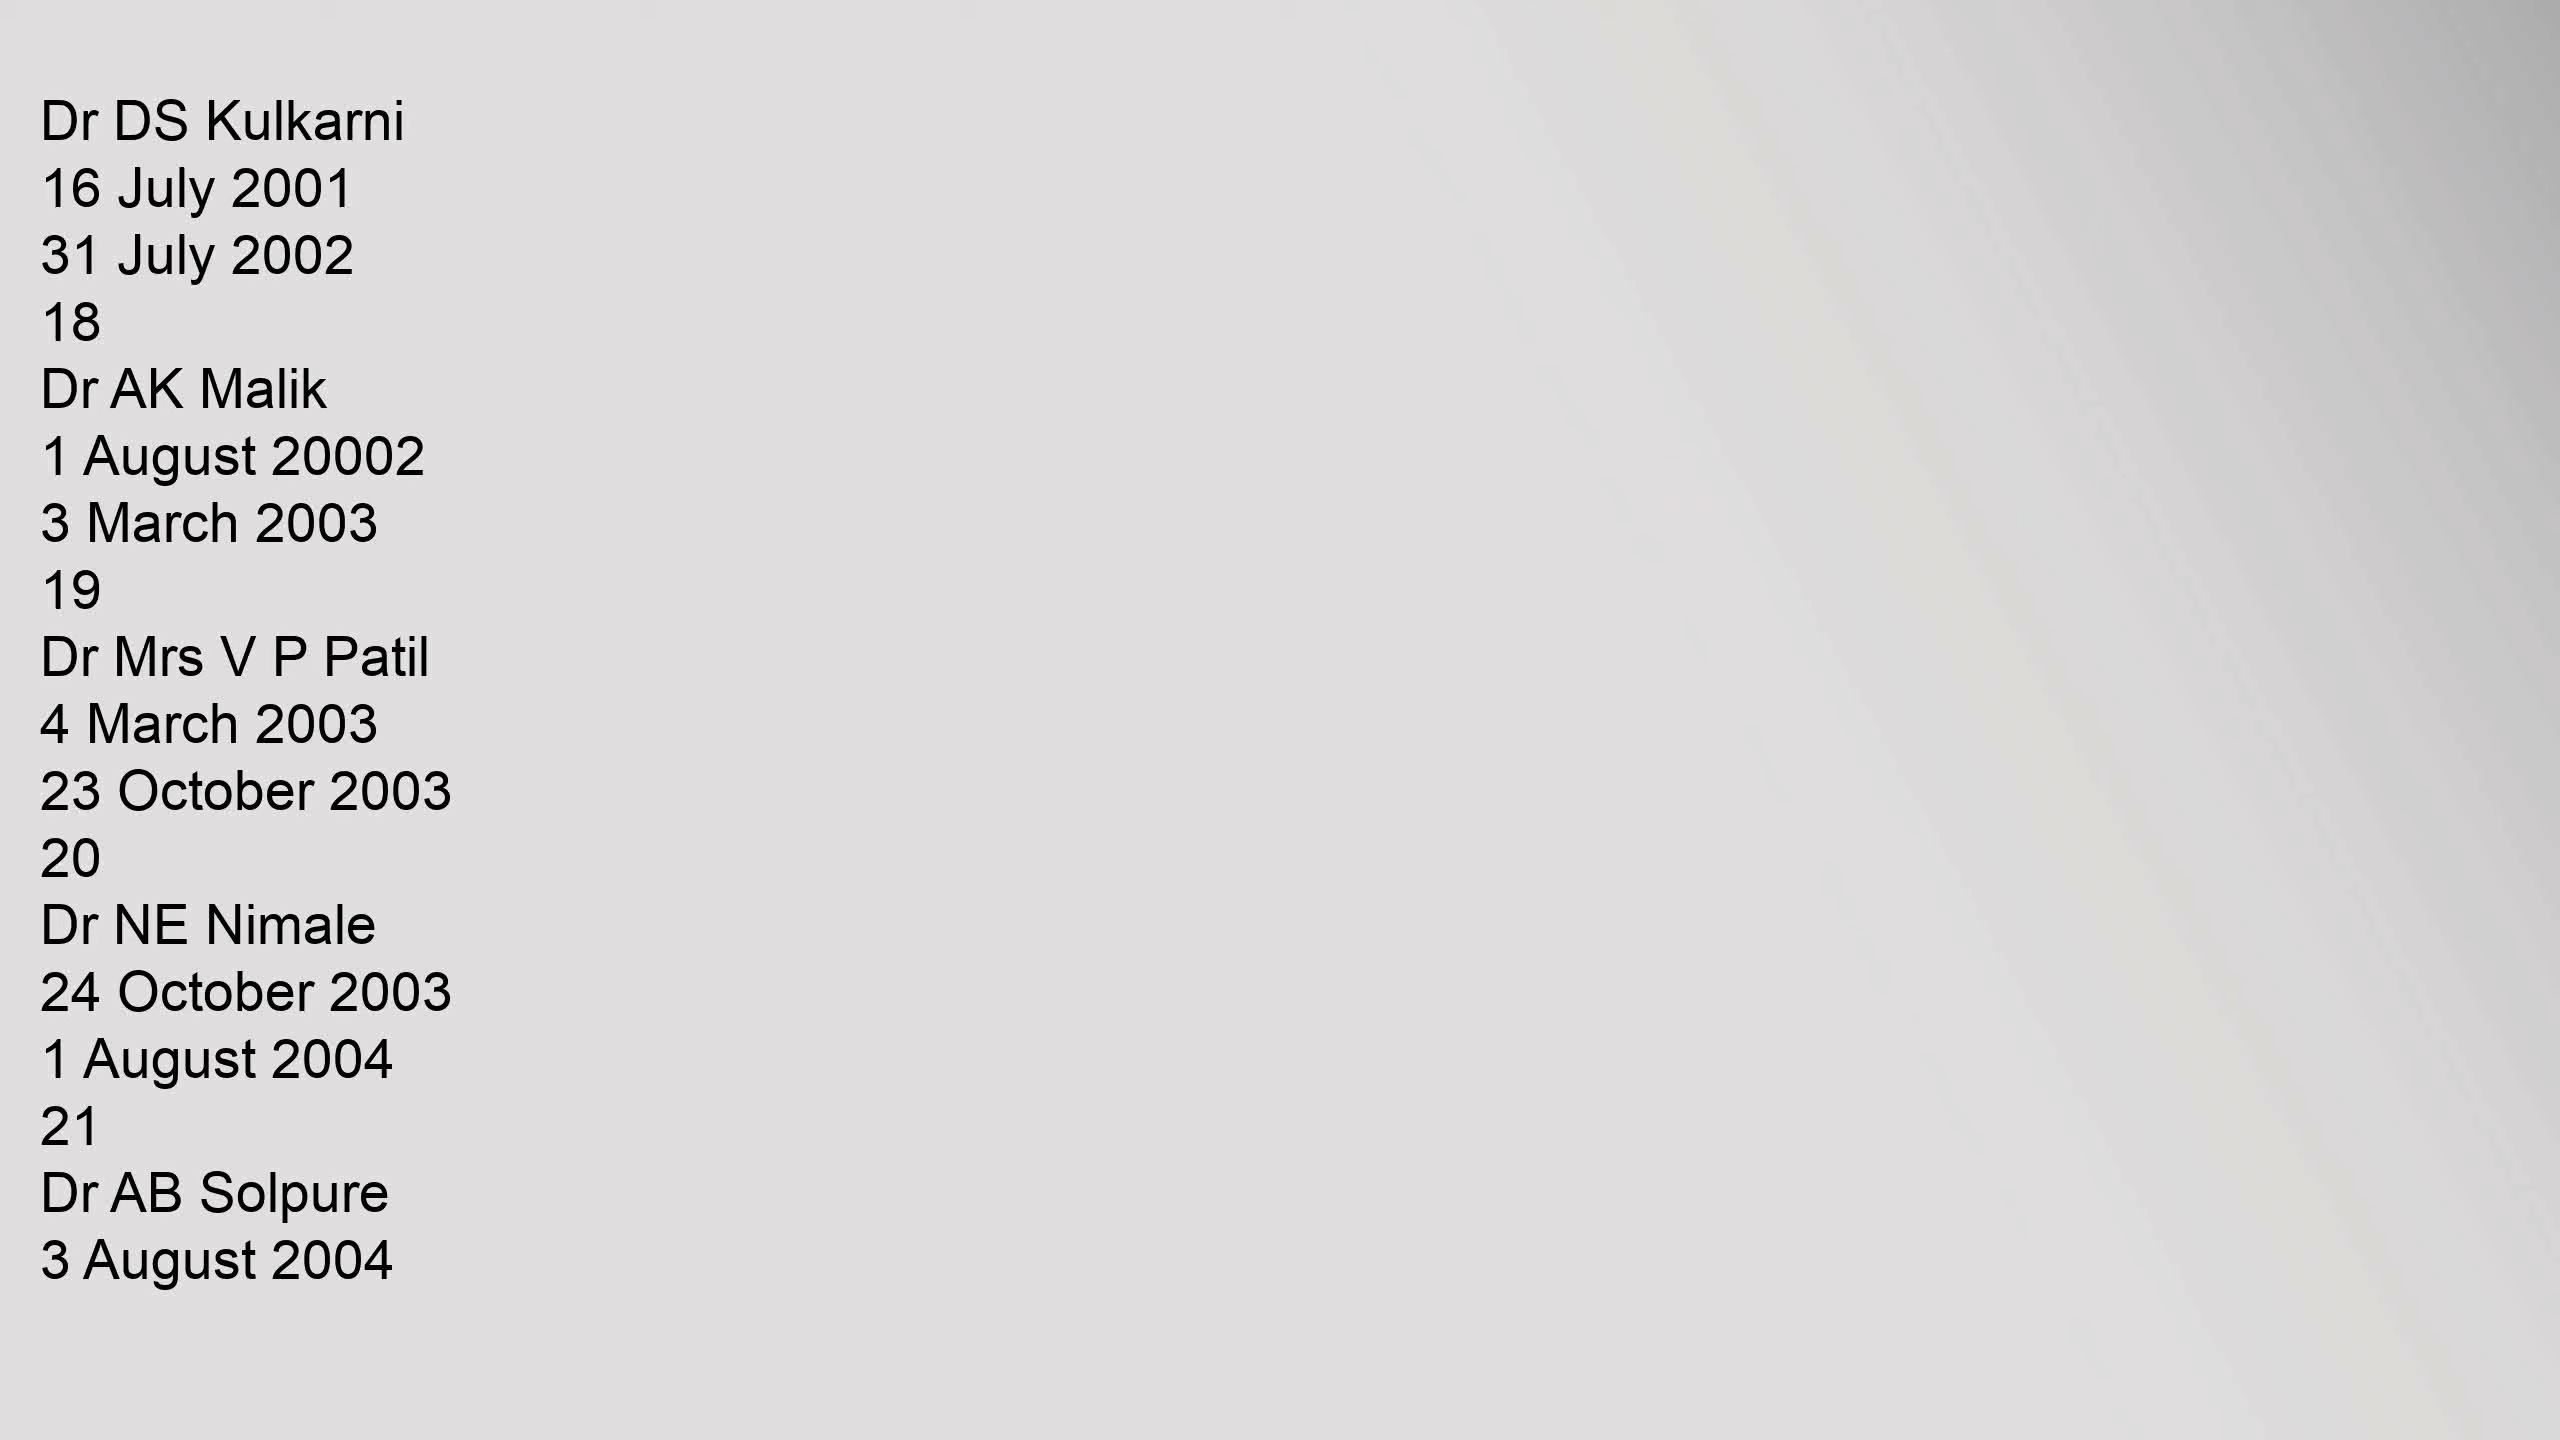 Dr DS Kulkarni
16 July 2001
31 July 2002
18
Dr AK Malik
1 August 20002
3 March 2003
19
Dr Mrs V P Patil
4 March 2003
23 October 2003
20
Dr NE Nimale
24 October 2003
1 August 2004
21
Dr AB Solpure
3 August 2004